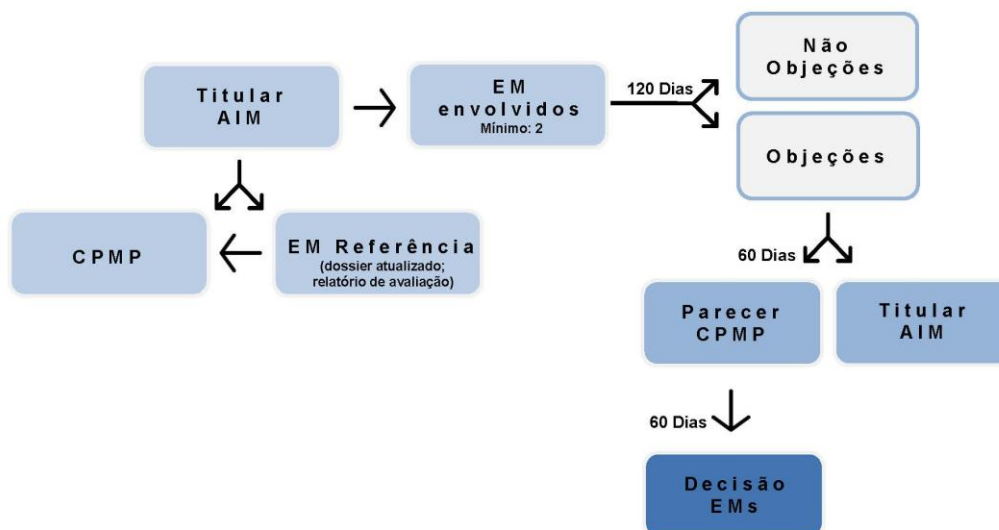 Titular
AIM
EM
envolvidos
Mínimo: 2
120 Dias
Não
Objeções
Objeções
CPMP
EM Referência
(dossier atualizado;
relatório de avaliação)
60 Dias
Parecer
CPMP
Titular
AIM
60 Dias
Decisão
EMs